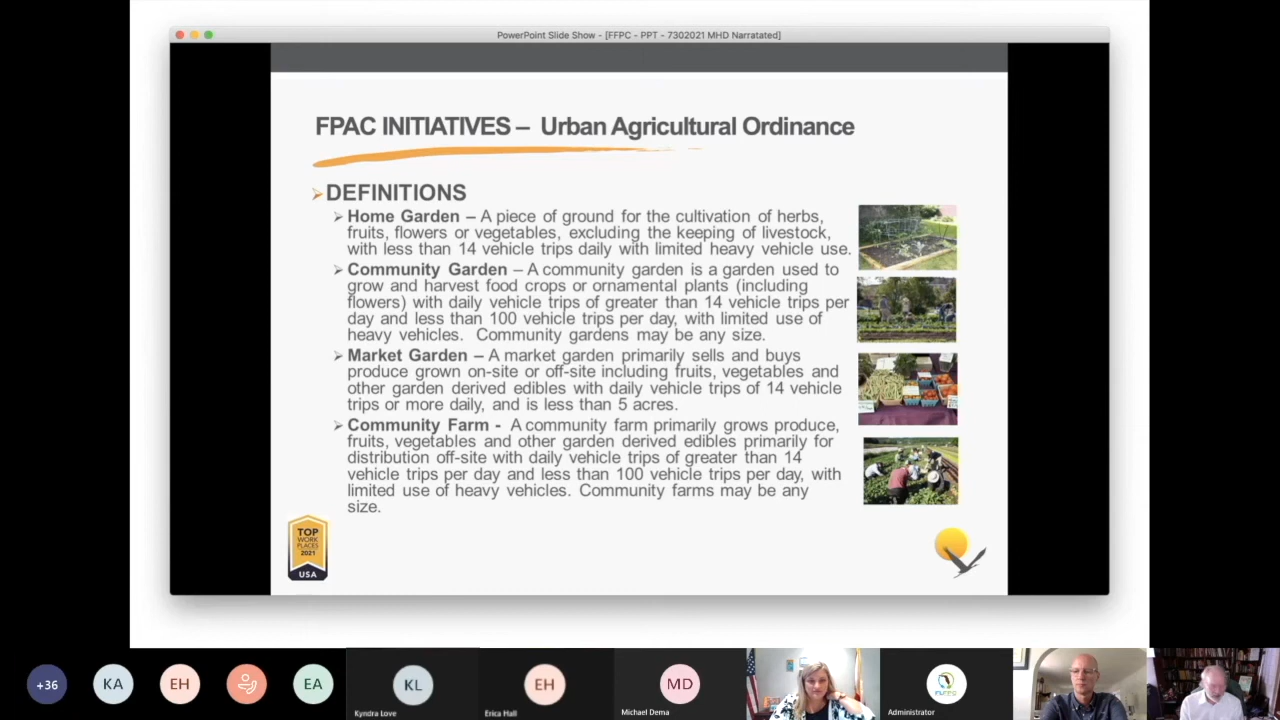 PowerPoint Slide Show - [FFPC - PPT - 7302021 MHD Narratated]
FPAC INITIATIVES – Urban Agricultural Ordinance
DEFINITIONS
Home Garden – A piece of ground for the cultivation of herbs,
fruits, flowers or vegetables, excluding the keeping of livestock,
with less than 14 vehicle trips daily with limited heavy vehicle use.
Community Garden – A community garden is a garden used to
grow and harvest food crops or ornamental plants (including
flowers) with daily vehicle trips of greater than 14 vehicle trips per
day and less than 100 vehicle trips per day, with limited use of
heavy vehicles. Community gardens may be any size.
Market Garden – A market garden primarily sells and buys
produce grown on-site or off-site including fruits, vegetables and
other garden derived edibles with daily vehicle trips of 14 vehicle
trips or more daily, and is less than 5 acres.
Community Farm - A community farm primarily grows produce,
fruits, vegetables and other garden derived edibles primarily for
distribution off-site with daily vehicle trips of greater than 14
vehicle trips per day and less than 100 vehicle trips per day, with
limited use of heavy vehicles. Community farms may be any
size.
TOP
WORK
PLACES
2021
USA
+36
KA
EH
EA
KL
Kyndra Love
EH
Erica Hall
MD
Michael Dema
Administrator